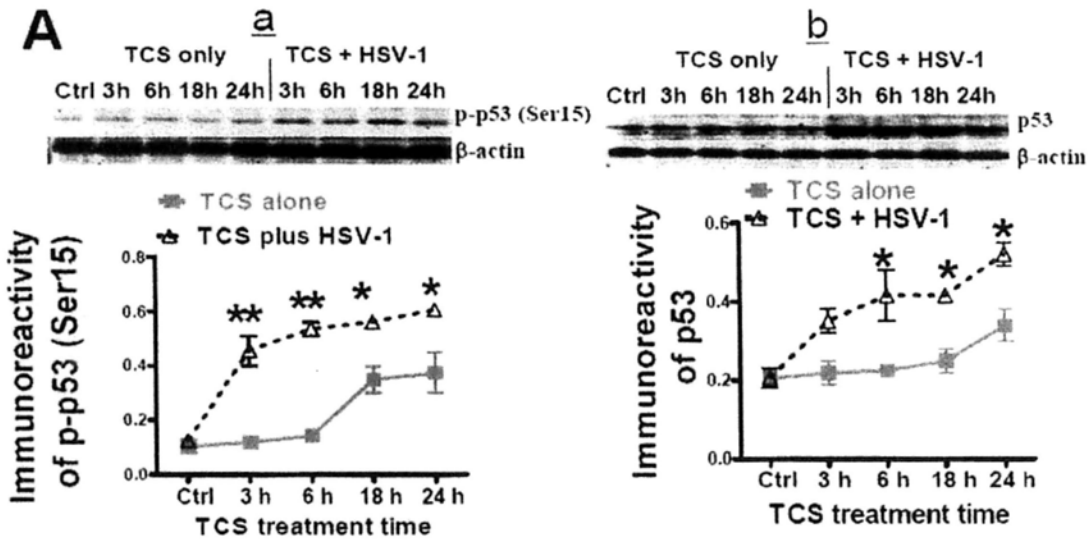 A
a
TCS only TCS + HSV-1
Ctrl 3h 6h 18h 24h 3h 6h 18h 24h
p-p53 (Ser15)
β-actin
TCS alone
TCS plus HSV-1
Immunoreactivity
of p-p53 (Ser15)
0.8
** ** * *
0.6
0.4
0.2
0.0
Ctrl 3 h 6 h 18 h 24 h
TCS treatment time
b
TCS only TCS + HSV-1
Ctrl 3h 6h 18h 24h 3h 6h 18h 24h
p53
β-actin
TCS alone
TCS + HSV-1
Immunoreactivity
of p53
0.6
* * *
0.4
0.2
0.0
Ctrl 3 h 6 h 18 h 24 h
TCS treatment time